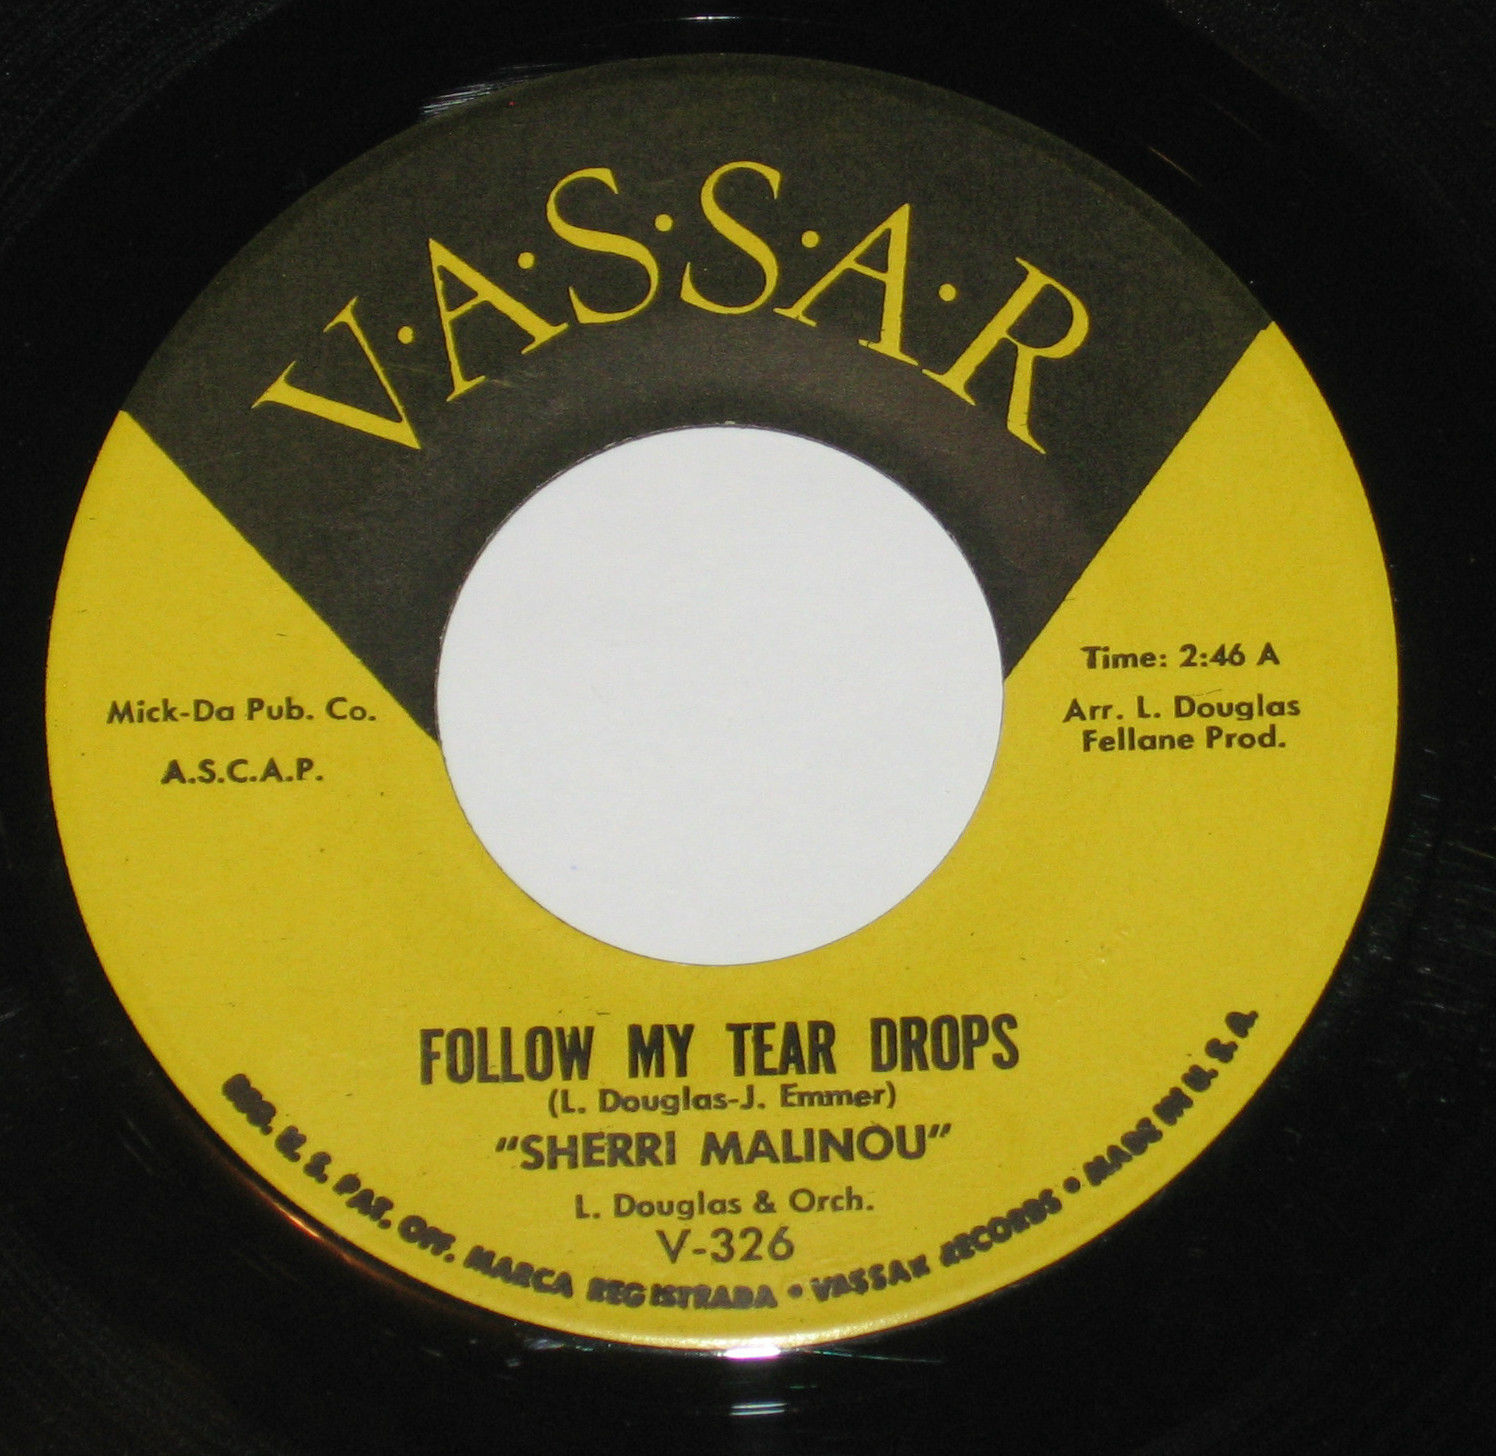 V·A·S·S·A·R
Mick-Da Pub. Co.
A.S.C.A.P.
Time: 2:46 A
Arr. L. Douglas
Fellane Prod.
FOLLOW MY TEAR DROPS
(L. Douglas-J. Emmer)
"SHERRI MALINOU"
L. Douglas & Orch.
V-326
REG. U. S. PAT. OFF. MARCA REGISTRADA • VASSAR RECORDS • MADE IN U. S. A.